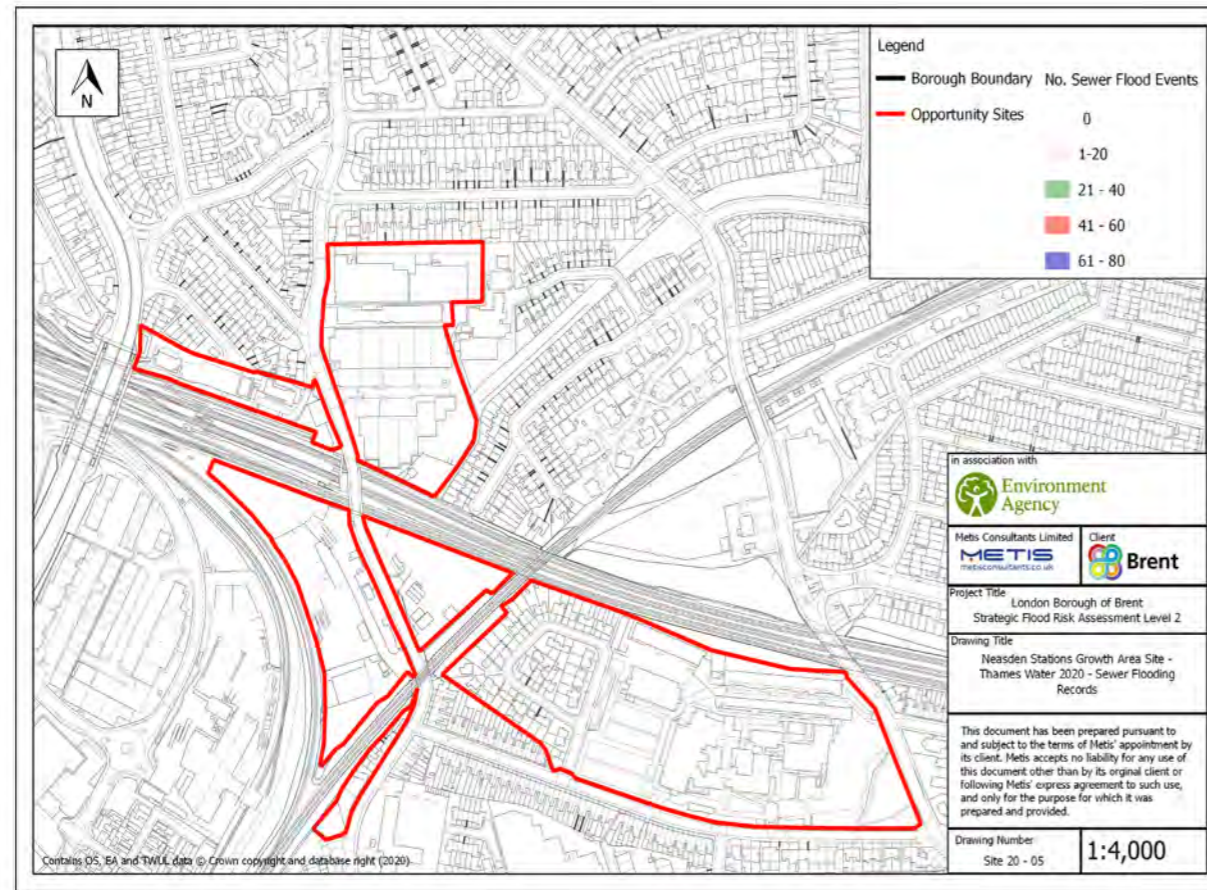 N
Legend
Borough Boundary
Opportunity Sites
No. Sewer Flood Events
0
1-20
21 - 40
41 - 60
61 - 80
in association with
Environment
Agency
Metis Consultants Limited
METIS
metisconsultants.co.uk
Client
Brent
Project Title
London Borough of Brent
Strategic Flood Risk Assessment Level 2
Drawing Title
Neasden Stations Growth Area Site -
Thames Water 2020 - Sewer Flooding
Records
This document has been prepared pursuant to
and subject to the terms of Metis' appointment by
its client. Metis accepts no liability for any use of
this document other than by its orginal client or
following Metis' express agreement to such use,
and only for the purpose for which it was
prepared and provided.
Drawing Number
Site 20 - 05
1:4,000
Contains OS, EA and TWUL data © Crown copyright and database right (2020)